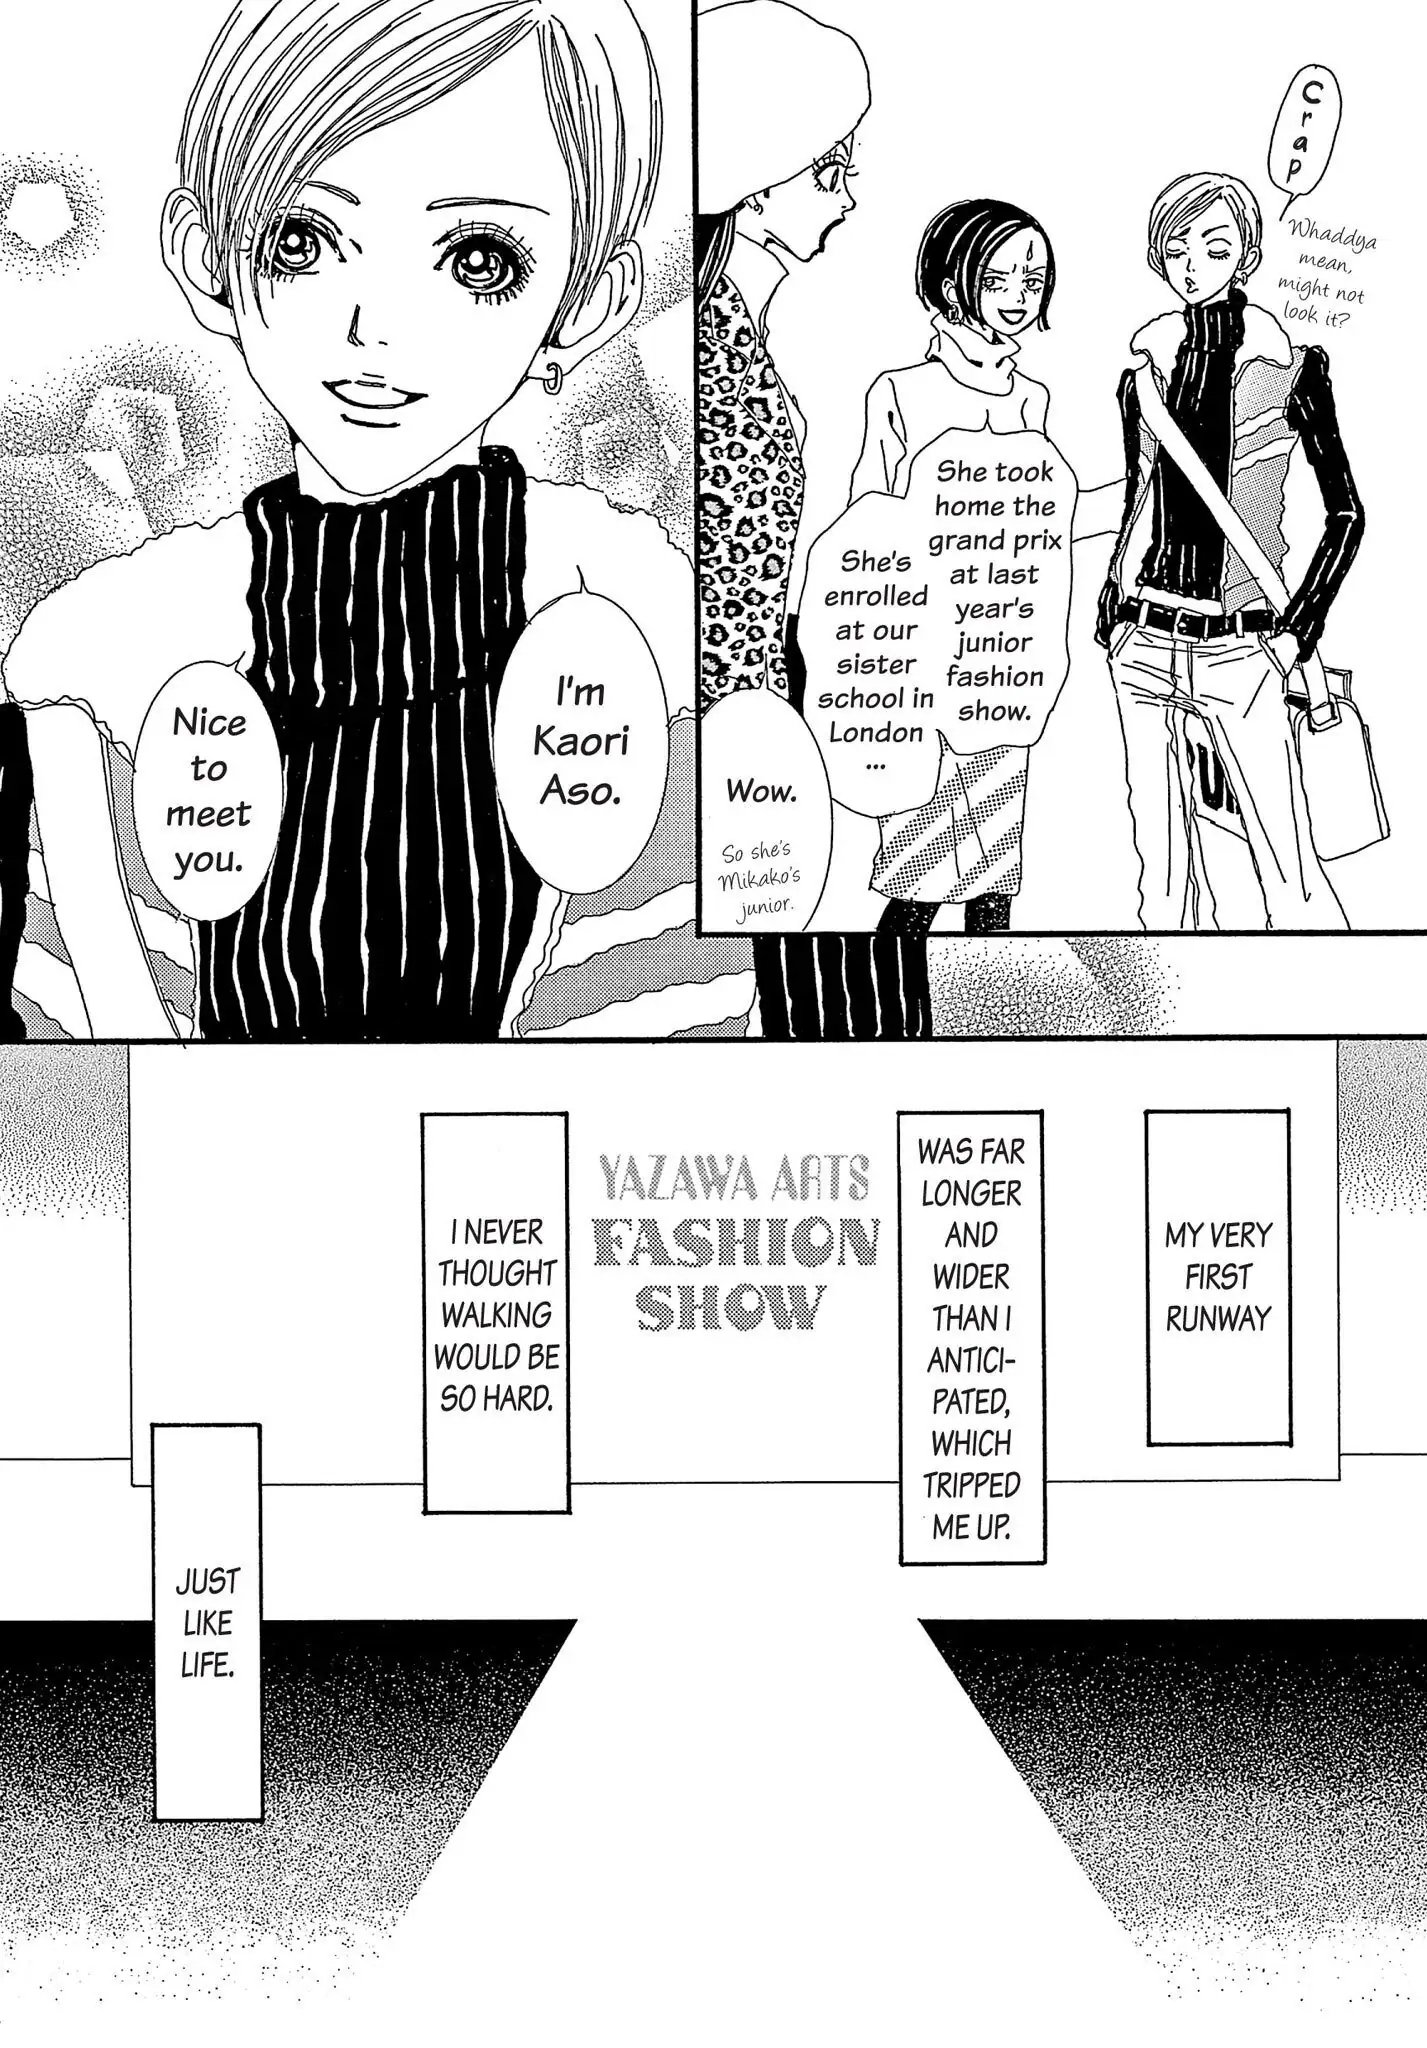 Crap
Whaddya
mean,
might not
look it?
She took
home the
grand prix
at last
year's
junior
fashion
show.
She's
enrolled
at our
sister
school in
London
...
Wow.
So she's
Mikako's
junior.
I'm
Kaori
Aso.
Nice
to
meet
you.
MY VERY
FIRST
RUNWAY
WAS FAR
LONGER
AND
WIDER
THAN I
ANTICI-
PATED,
WHICH
TRIPPED
ME UP.
YAZAWA ARTS
FASHION
SHOW
I NEVER
THOUGHT
WALKING
WOULD BE
SO HARD.
JUST
LIKE
LIFE.